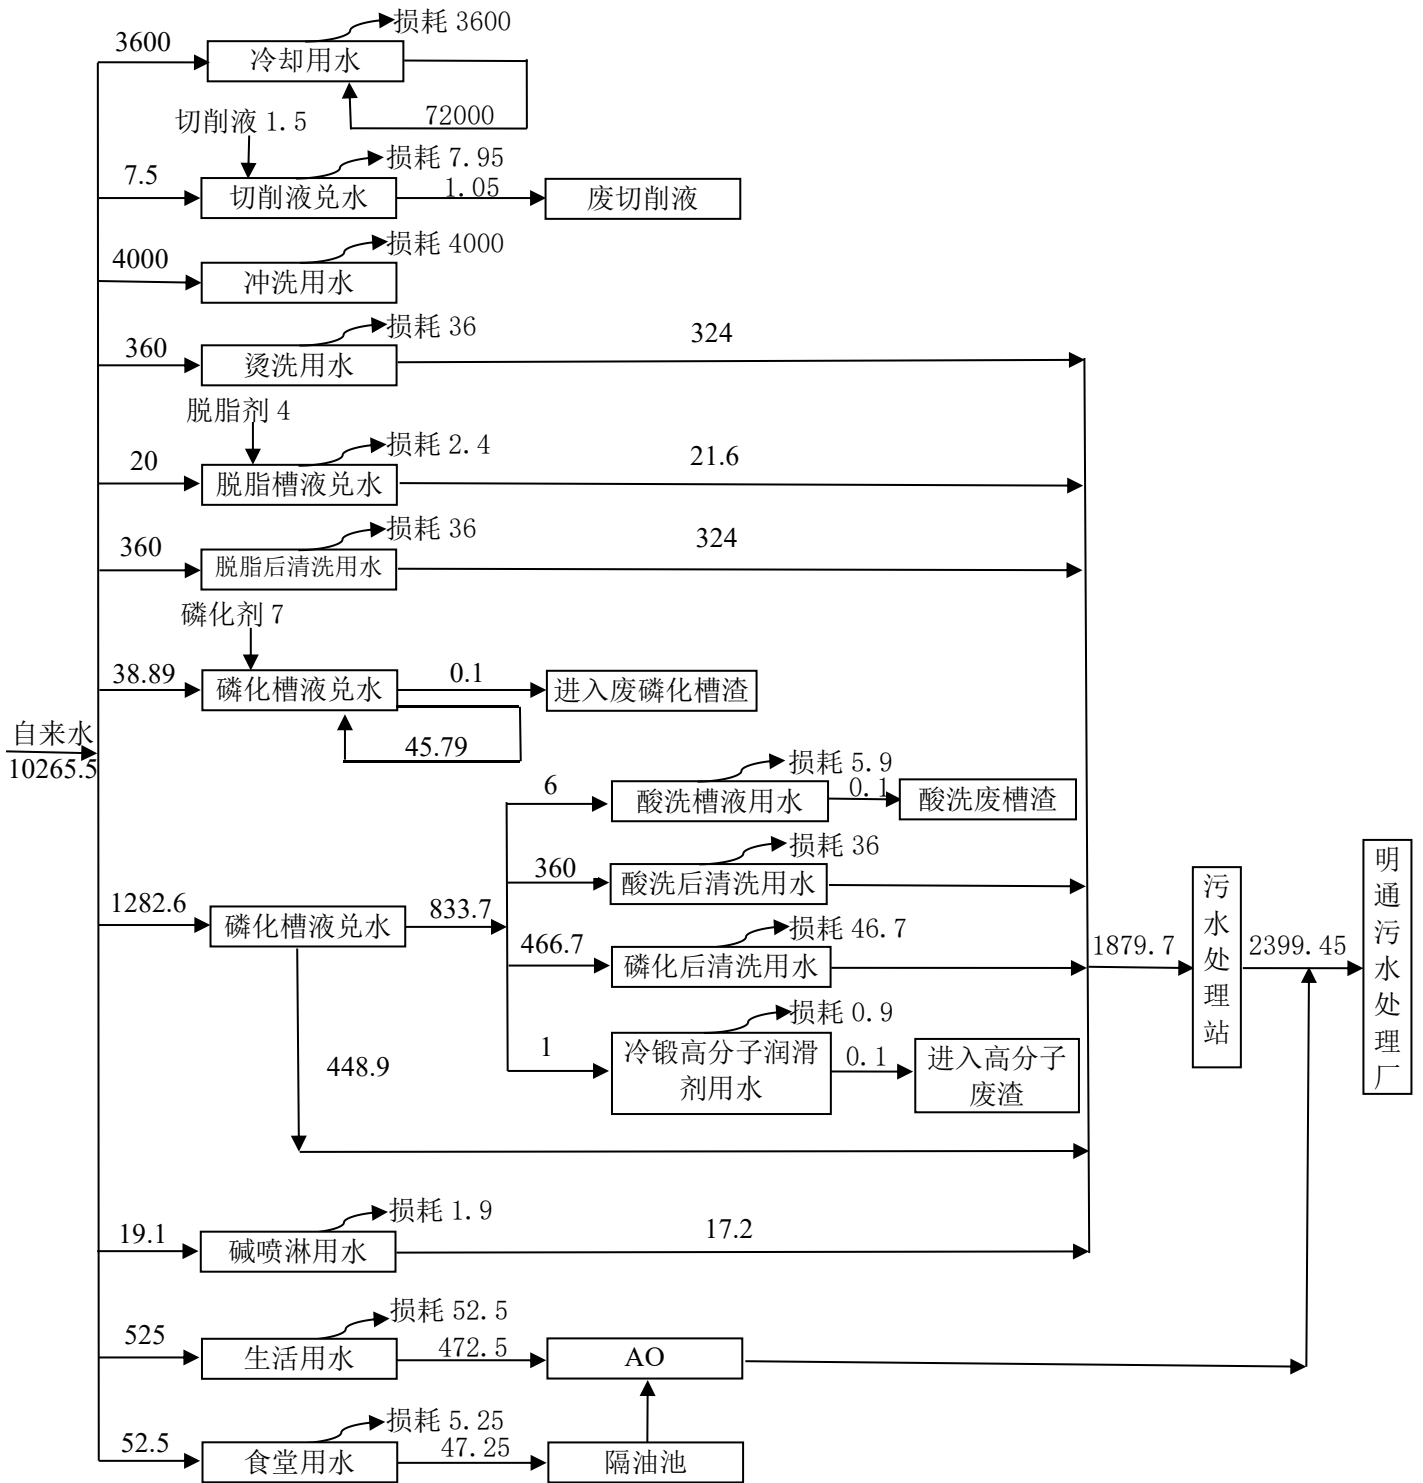 损耗 3600
3600
冷却用水
72000
切削液 1.5
损耗 7.95
7.5
切削液兑水
1.05
废切削液
损耗 4000
4000
冲洗用水
损耗 36
360
烫洗用水
324
脱脂剂 4
损耗 2.4
20
脱脂槽液兑水
21.6
损耗 36
360
脱脂后清洗用水
324
磷化剂 7
38.89
磷化槽液兑水
0.1
进入废磷化槽渣
45.79
自来水
10265.5
损耗 5.9
6
酸洗槽液用水
0.1
酸洗废槽渣
损耗 36
360
酸洗后清洗用水
1282.6
磷化槽液兑水
833.7
损耗 46.7
466.7
磷化后清洗用水
1879.7
污水处理站
2399.45
明通污水处理厂
损耗 0.9
1
冷锻高分子润滑
剂用水
0.1
进入高分子
废渣
448.9
损耗 1.9
19.1
碱喷淋用水
17.2
损耗 52.5
525
生活用水
472.5
AO
损耗 5.25
52.5
食堂用水
47.25
隔油池